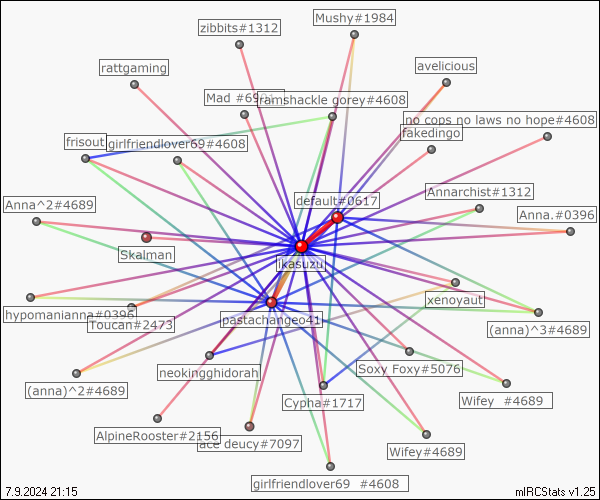 Mushy#1984
zibbits#1312
avelicious
rattgaming
Mad #69
ramshackle gorey#4608
no cops no laws no hope#4608
fakedingo
frisout
girlfriendlover69#4608
default#0617
Annarchist#1312
Anna^2#4689
Anna.#0396
Skalman
ikasuzu
xenoyaut
hypomanianna#0396
Toucan#2473
pastachangeo41
(anna)^3#4689
neokingghidorah
Soxy Foxy#5076
(anna)^2#4689
Cypha#1717
Wifey #4689
AlpineRooster#2156
ace deucy#7097
Wifey#4689
girlfriendlover69 #4608
7.9.2024 21:15
mIRCStats v1.25